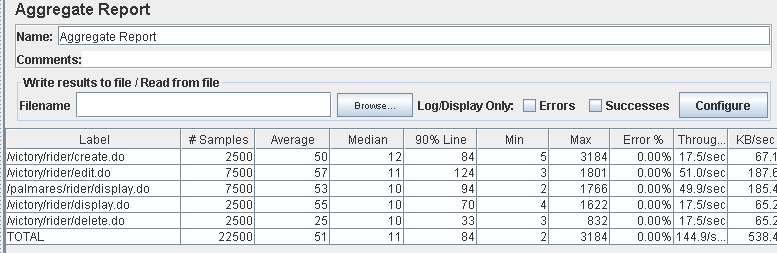 Aggregate Report
Name: Aggregate Report
Comments:
Write results to file / Read from file
Filename Browse... Log/Display Only: Errors Successes Configure
Label # Samples Average Median 90% Line Min Max Error % Throug... KB/sec
/victory/rider/create.do 2500 50 12 84 5 3184 0.00% 17.5/sec 67.1
/victory/rider/edit.do 7500 57 11 124 3 1801 0.00% 51.0/sec 187.6
/palmares/rider/display.do 7500 53 10 94 2 1766 0.00% 49.9/sec 185.4
/victory/rider/display.do 2500 55 10 70 4 1622 0.00% 17.5/sec 65.2
/victory/rider/delete.do 2500 25 10 33 3 832 0.00% 17.5/sec 65.2
TOTAL 22500 51 11 84 2 3184 0.00% 144.9/s... 538.4